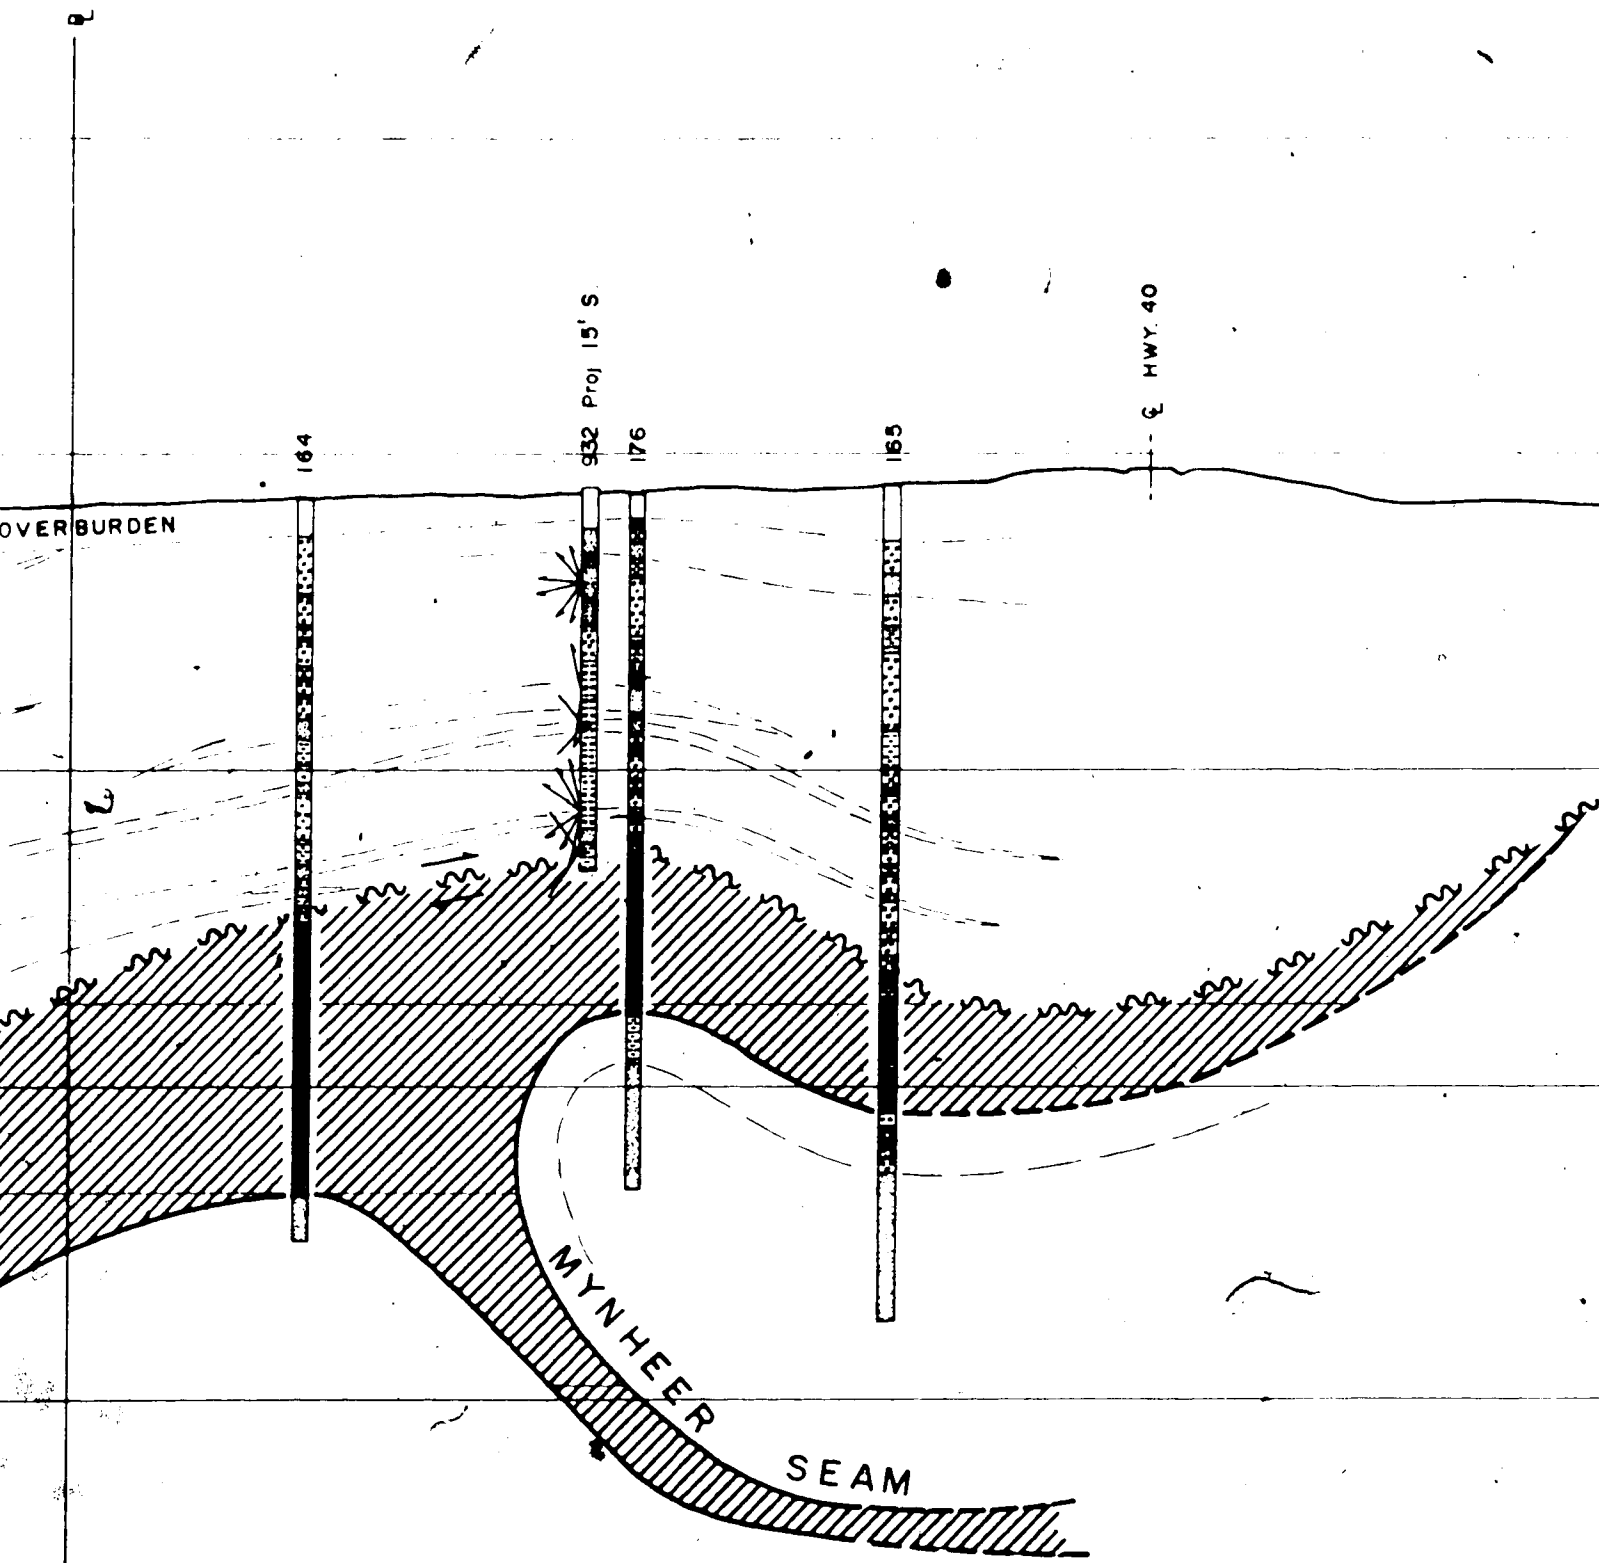 ℄ HWY. 40
932 Proj 15' S.
164
176
165
OVERBURDEN
MYNHEER
SEAM